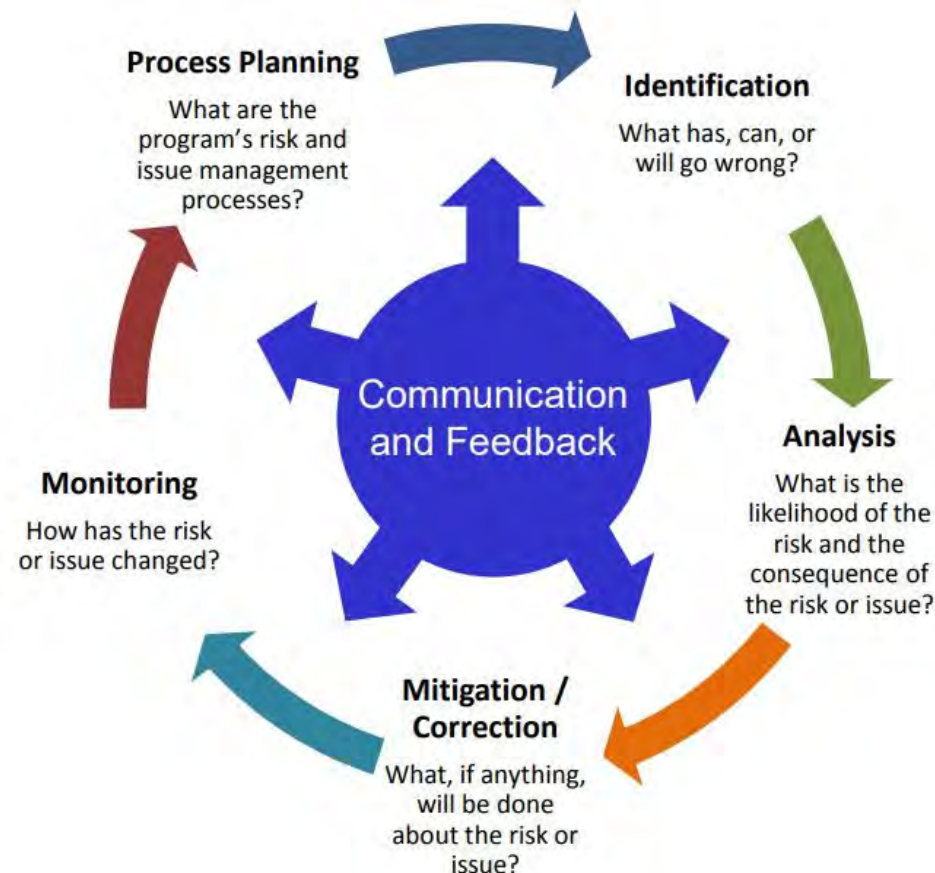 Process Planning
What are the
program's risk and
issue management
processes?
Identification
What has, can, or
will go wrong?
Communication
and Feedback
Analysis
What is the
likelihood of the
risk and the
consequence of
the risk or issue?
Monitoring
How has the risk
or issue changed?
Mitigation /
Correction
What, if anything,
will be done
about the risk or
issue?